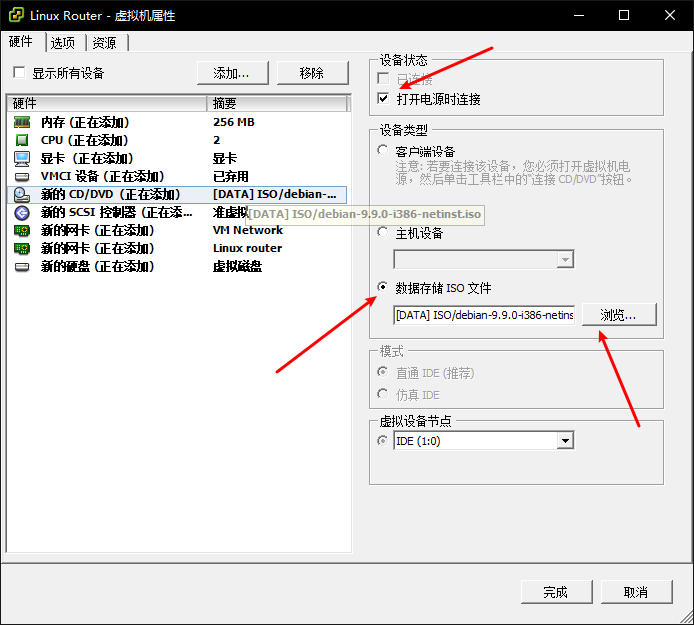 Linux Router - 虚拟机属性
硬件 选项 资源
显示所有设备 添加... 移除
硬件 摘要
内存 (正在添加) 256 MB
CPU (正在添加) 2
显卡 (正在添加) 显卡
VMCI 设备 (正在添加) 已弃用
新的 CD/DVD (正在添加) [DATA] ISO/debian-...
新的 SCSI 控制器 (正在添... 准虚拟
[DATA] ISO/debian-9.9.0-i386-netinst.iso
新的网卡 (正在添加) VM Network
新的网卡 (正在添加) Linux router
新的硬盘 (正在添加) 虚拟磁盘
设备状态
已连接
打开电源时连接
设备类型
客户端设备
注意: 若要连接该设备，您必须打开虚拟机电
源，然后单击工具栏中的"连接 CD/DVD"按钮。
主机设备
数据存储 ISO 文件
[DATA] ISO/debian-9.9.0-i386-netins 浏览...
模式
直通 IDE (推荐)
仿真 IDE
虚拟设备节点
IDE (1:0)
完成 取消